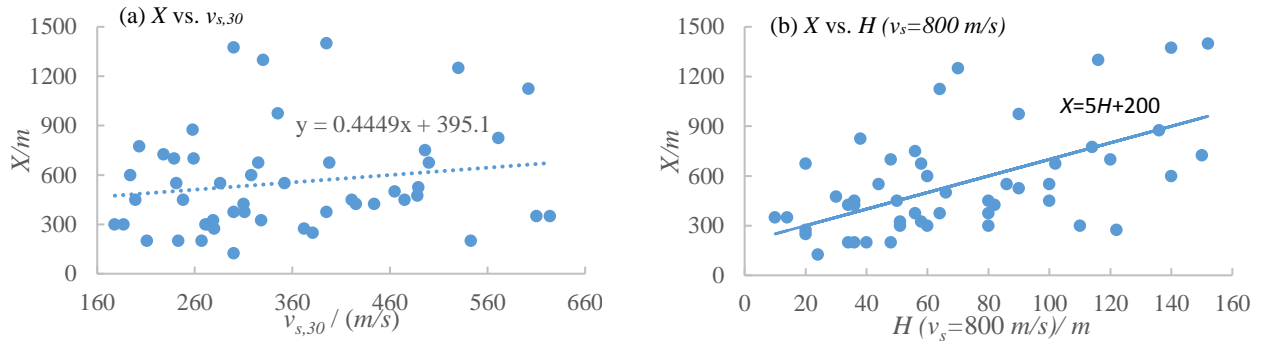 (a) X vs. vs,30
1500
1200
900
600
300
0
X/m
y = 0.4449x + 395.1
160 260 360 460 560 660
vs,30 / (m/s)
(b) X vs. H (vs=800 m/s)
1500
1200
900
600
300
0
X/m
X=5H+200
0 20 40 60 80 100 120 140 160
H (vs=800 m/s)/ m